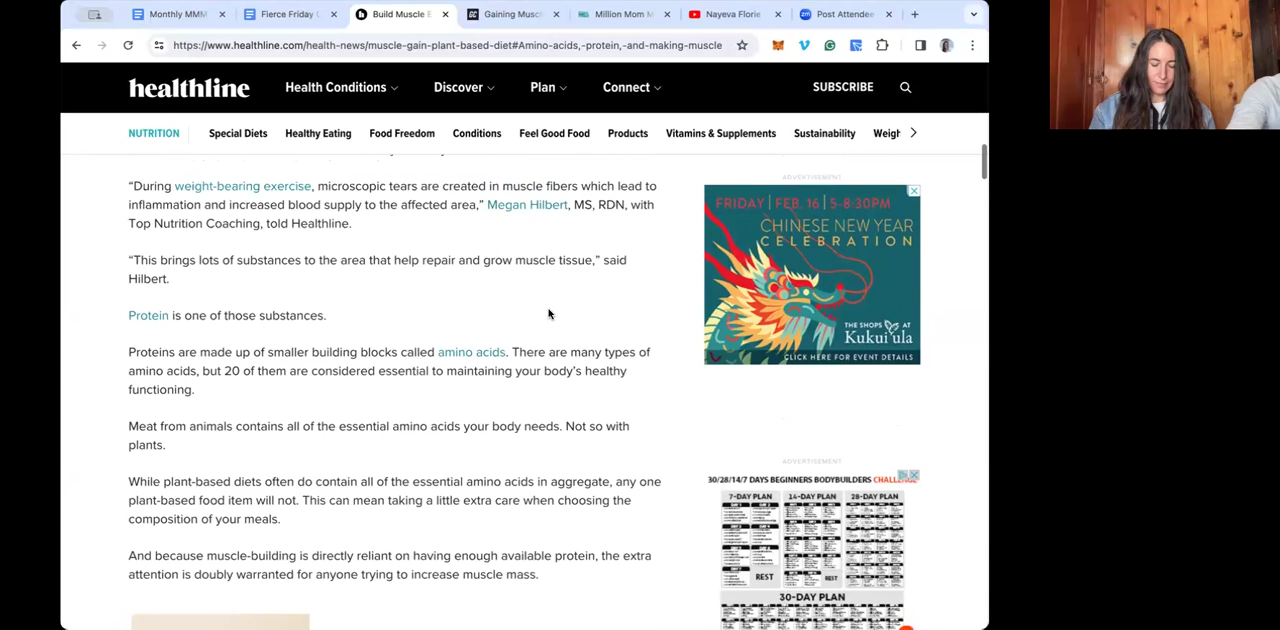 Monthly MMM
Fierce Friday
Build Muscle
Gaining Musc
Million Mom M
Nayeva Florie
Post Attendee
https://www.healthline.com/health-news/muscle-gain-plant-based-diet#Amino-acids,-protein,-and-making-muscle
healthline
Health Conditions
Discover
Plan
Connect
SUBSCRIBE
NUTRITION
Special Diets
Healthy Eating
Food Freedom
Conditions
Feel Good Food
Products
Vitamins & Supplements
Sustainability
Weigh
“During weight-bearing exercise, microscopic tears are created in muscle fibers which lead to
inflammation and increased blood supply to the affected area,” Megan Hilbert, MS, RDN, with
Top Nutrition Coaching, told Healthline.
“This brings lots of substances to the area that help repair and grow muscle tissue,” said
Hilbert.
Protein is one of those substances.
Proteins are made up of smaller building blocks called amino acids. There are many types of
amino acids, but 20 of them are considered essential to maintaining your body’s healthy
functioning.
Meat from animals contains all of the essential amino acids your body needs. Not so with
plants.
While plant-based diets often do contain all of the essential amino acids in aggregate, any one
plant-based food item will not. This can mean taking a little extra care when choosing the
composition of your meals.
And because muscle-building is directly reliant on having enough available protein, this extra
attention is doubly warranted for anyone trying to increase muscle mass.
ADVERTISEMENT
FRIDAY | FEB. 16 | 5-8:30PM
CHINESE NEW YEAR
CELEBRATION
THE SHOPS AT
Kukui'ula
CLICK HERE FOR EVENT DETAILS
ADVERTISEMENT
30/28/14/7 DAYS BEGINNERS BODYBUILDERS CHALLENGE
7-DAY PLAN
14-DAY PLAN
28-DAY PLAN
REST
REST
30-DAY PLAN